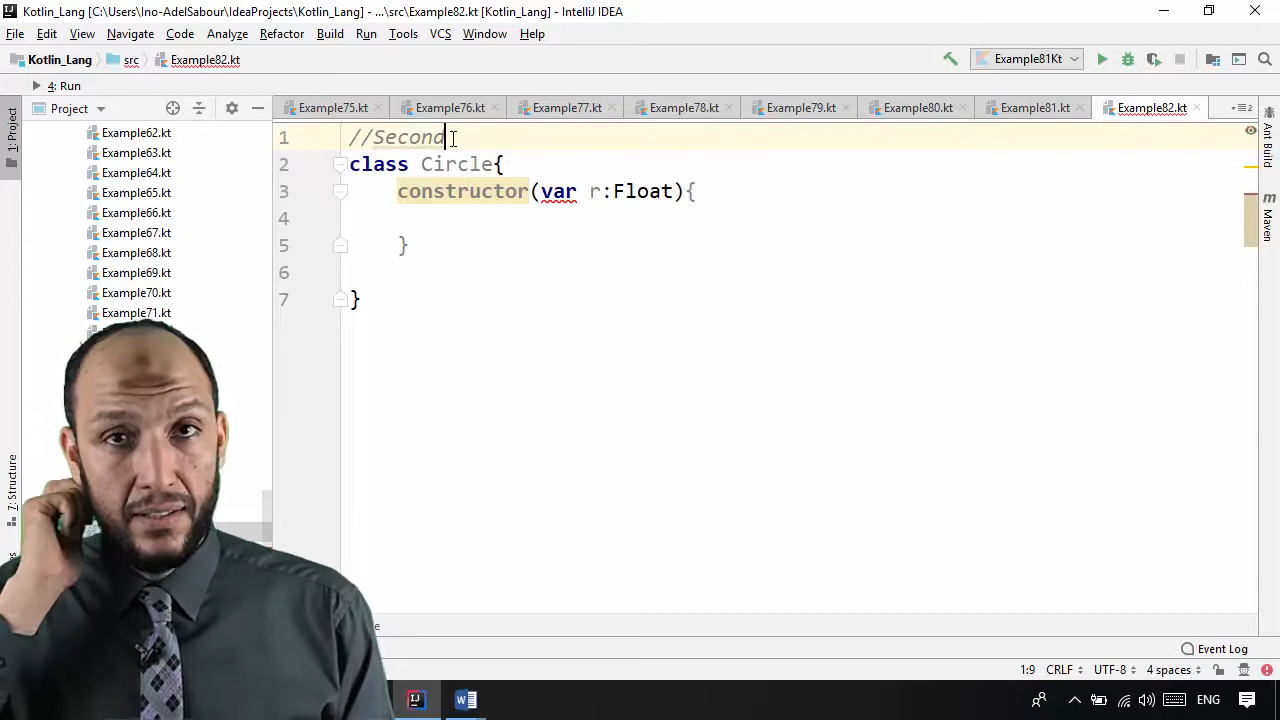 Kotlin_Lang [C:\Users\Ino-AdelSabour\IdeaProjects\Kotlin_Lang] - ...\src\Example82.kt [Kotlin_Lang] - IntelliJ IDEA
File Edit View Navigate Code Analyze Refactor Build Run Tools VCS Window Help
Kotlin_Lang src Example82.kt Example81Kt
4: Run
Project Example75.kt Example76.kt Example77.kt Example78.kt Example79.kt Example80.kt Example81.kt Example82.kt
1: Project
Example62.kt
Example63.kt
Example64.kt
Example65.kt
Example66.kt
Example67.kt
Example68.kt
Example69.kt
Example70.kt
Example71.kt
1 //Second
2 class Circle{
3 constructor(var r:Float){
4
5 }
6
7 }
Ant Build
Maven
7: Structure
Event Log
1:9 CRLF UTF-8 4 spaces
ENG